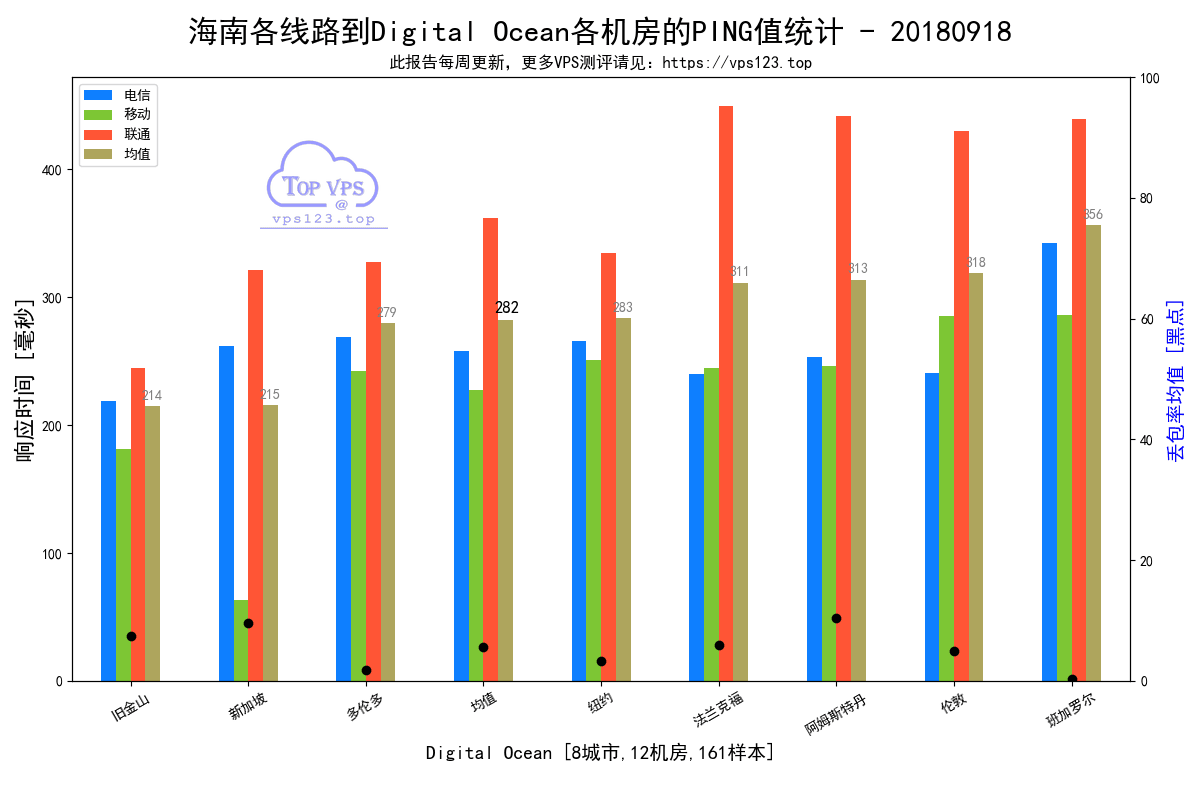 海南各线路到Digital Ocean各机房的PING值统计 - 20180918
此报告每周更新，更多VPS测评请见：https://vps123.top
电信
移动
联通
均值
TOP VPS
@
vps123.top
响应时间 [毫秒]
400
300
200
100
0
214
215
279
282
283
311
313
318
356
100
80
60
40
20
0
丢包率均值 [黑点]
旧金山
新加坡
多伦多
均值
纽约
法兰克福
阿姆斯特丹
伦敦
班加罗尔
Digital Ocean [8城市,12机房,161样本]